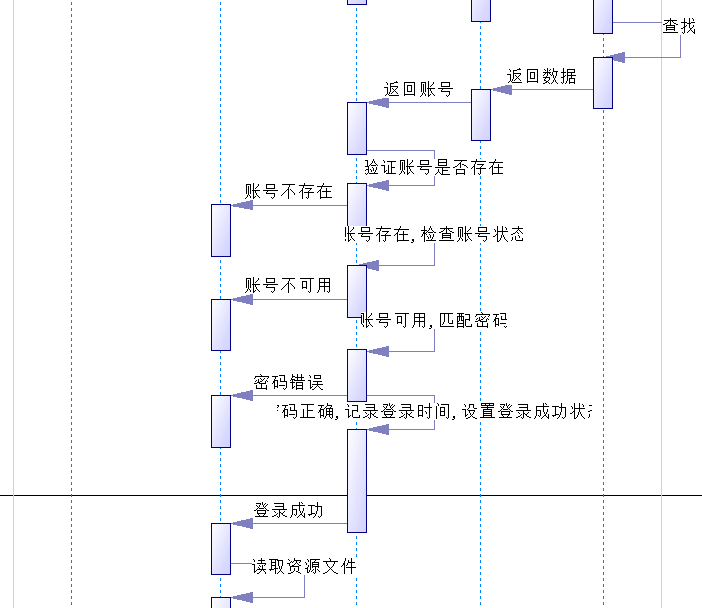 查找
返回数据
返回账号
验证账号是否存在
账号不存在
账号存在,检查账号状态
账号不可用
账号可用,匹配密码
密码错误
码正确,记录登录时间,设置登录成功状态
登录成功
读取资源文件